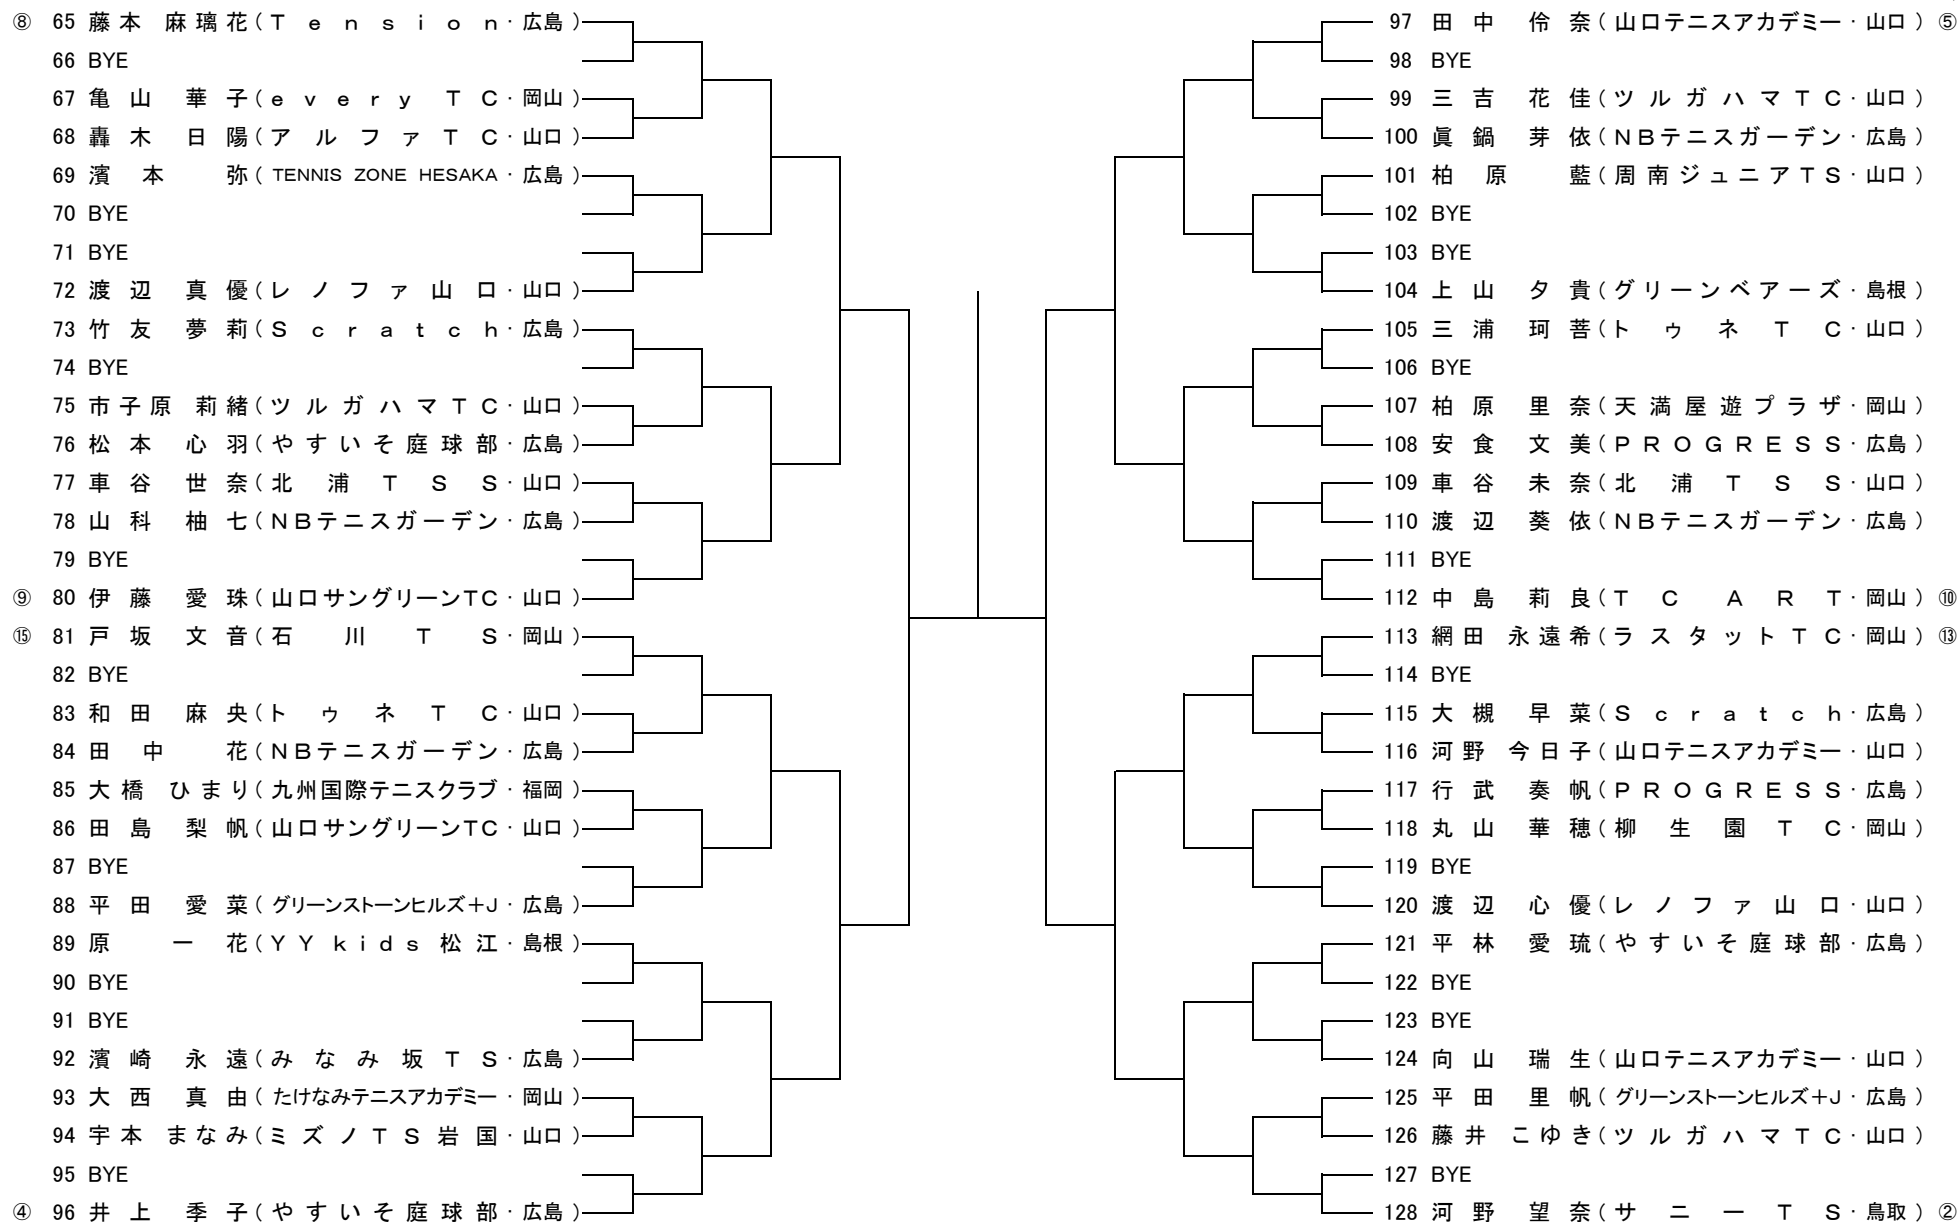 ⑧ 65 藤本 麻璃花(Tension・広島)
66 BYE
67 亀山 華子(every TC・岡山)
68 轟木 日陽(アルファTC・山口)
69 濱本 弥(TENNIS ZONE HESAKA・広島)
70 BYE
71 BYE
72 渡辺 真優(レノファ山口・山口)
73 竹友 夢莉(Scratch・広島)
74 BYE
75 市子原 莉緒(ツルガハマTC・山口)
76 松本 心羽(やすいそ庭球部・広島)
77 車谷 世奈(北浦TSS・山口)
78 山科 柚七(NBテニスガーデン・広島)
79 BYE
⑨ 80 伊藤 愛珠(山口サングリーンTC・山口)
⑮ 81 戸坂 文音(石川TS・岡山)
82 BYE
83 和田 麻央(トゥネTC・山口)
84 田中 花(NBテニスガーデン・広島)
85 大橋 ひまり(九州国際テニスクラブ・福岡)
86 田島 梨帆(山口サングリーンTC・山口)
87 BYE
88 平田 愛菜(グリーンストーンヒルズ+J・広島)
89 原 一花(YYkids松江・島根)
90 BYE
91 BYE
92 濱崎 永遠(みなみ坂TS・広島)
93 大西 真由(たけなみテニスアカデミー・岡山)
94 宇本 まなみ(ミズノTS岩国・山口)
95 BYE
④ 96 井上 季子(やすいそ庭球部・広島)
97 田中 伶奈(山口テニスアカデミー・山口) ⑤
98 BYE
99 三吉 花佳(ツルガハマTC・山口)
100 眞鍋 芽依(NBテニスガーデン・広島)
101 柏原 藍(周南ジュニアTS・山口)
102 BYE
103 BYE
104 上山 夕貴(グリーンベアーズ・島根)
105 三浦 珂菩(トゥネTC・山口)
106 BYE
107 柏原 里奈(天満屋遊プラザ・岡山)
108 安食 文美(PROGRESS・広島)
109 車谷 未奈(北浦TSS・山口)
110 渡辺 葵依(NBテニスガーデン・広島)
111 BYE
112 中島 莉良(TC ART・岡山) ⑩
113 網田 永遠希(ラスタットTC・岡山) ⑬
114 BYE
115 大槻 早菜(Scratch・広島)
116 河野 今日子(山口テニスアカデミー・山口)
117 行武 奏帆(PROGRESS・広島)
118 丸山 華穂(柳生園TC・岡山)
119 BYE
120 渡辺 心優(レノファ山口・山口)
121 平林 愛琉(やすいそ庭球部・広島)
122 BYE
123 BYE
124 向山 瑞生(山口テニスアカデミー・山口)
125 平田 里帆(グリーンストーンヒルズ+J・広島)
126 藤井 こゆき(ツルガハマTC・山口)
127 BYE
128 河野 望奈(サニーTS・鳥取) ②